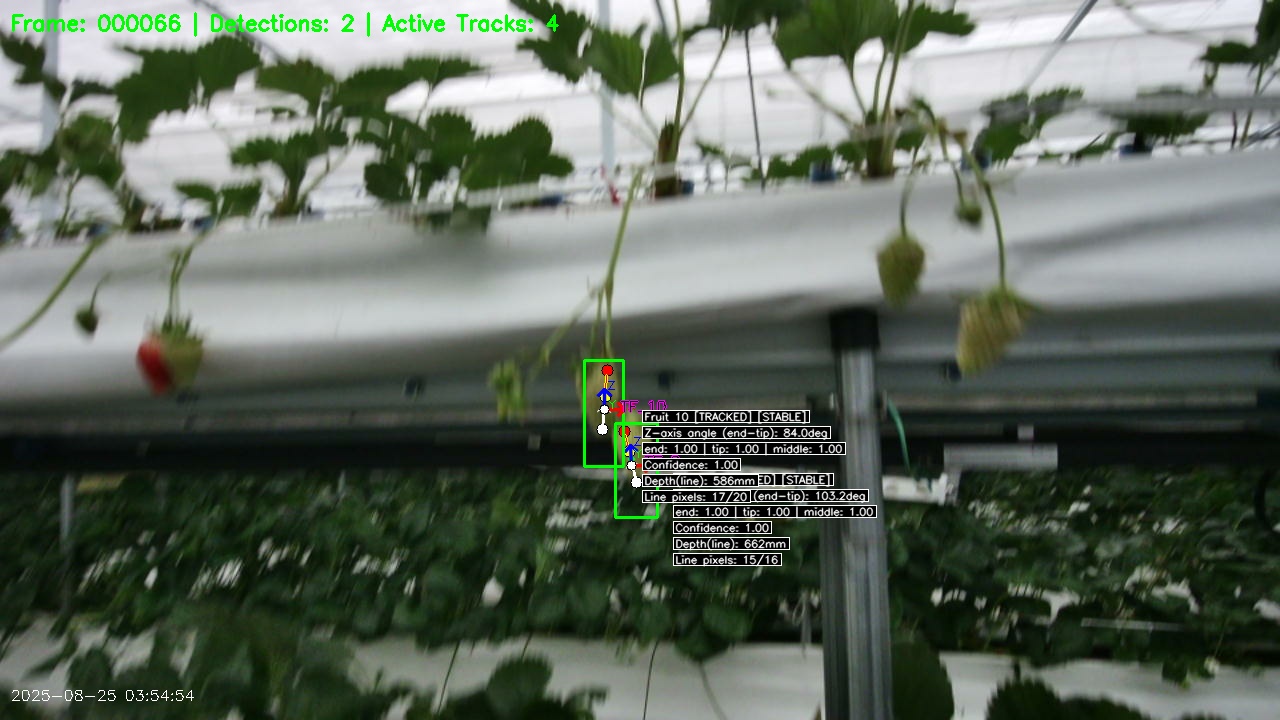 Frame: 000066 | Detections: 2 | Active Tracks: 4
Z
Z
Fruit 10 [TRACKED] [STABLE]
Z-axis angle (end-tip): 84.0deg
end: 1.00 | tip: 1.00 | middle: 1.00
Confidence: 1.00
Depth(line): 586mm ED] [STABLE]
Line pixels: 17/20 (end-tip): 103.2deg
end: 1.00 | tip: 1.00 | middle: 1.00
Confidence: 1.00
Depth(line): 662mm
Line pixels: 15/16
2025-08-25 03:54:54